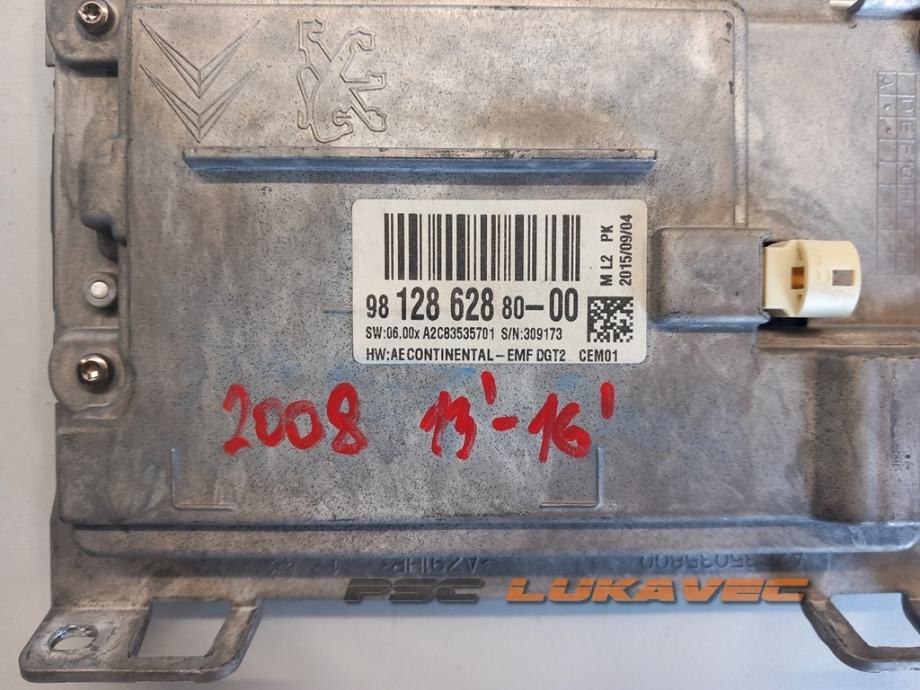 98 128 628 80-00
SW:06.00x A2C83535701 S/N:309173
HW:AE CONTINENTAL-EMF DGT2 CEM01
M L2 PK
2015/09/04
2008 13'-16'
PSC LUKAVEC